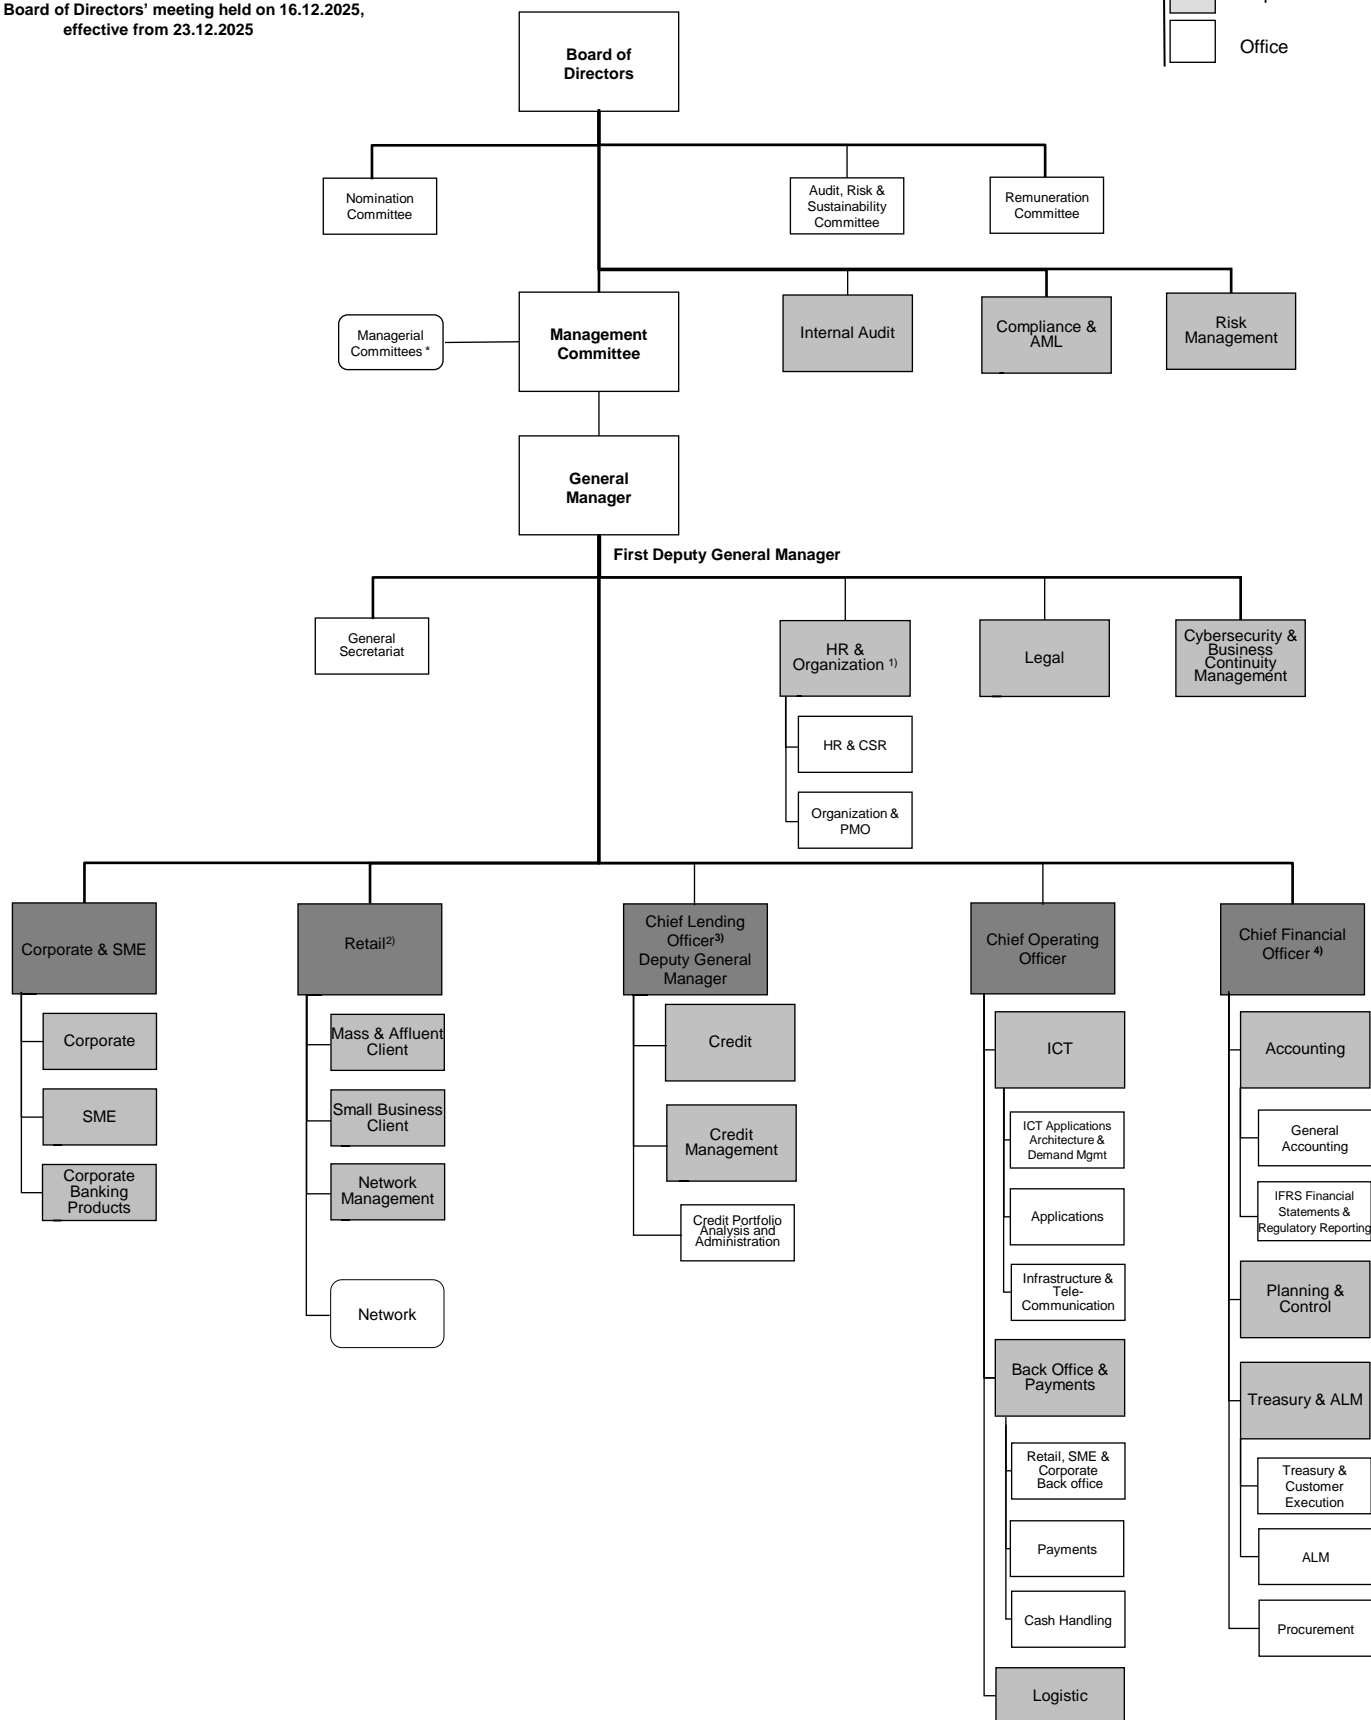 Board of Directors' meeting held on 16.12.2025,
effective from 23.12.2025
Office
Board of
Directors
Nomination
Committee
Audit, Risk &
Sustainability
Committee
Remuneration
Committee
Managerial
Committees *
Management
Committee
Internal Audit
Compliance &
AML
Risk
Management
General
Manager
First Deputy General Manager
General
Secretariat
HR &
Organization 1)
Legal
Cybersecurity &
Business
Continuity
Management
HR & CSR
Organization &
PMO
Corporate & SME
Corporate
SME
Corporate
Banking
Products
Retail2)
Mass & Affluent
Client
Small Business
Client
Network
Management
Network
Chief Lending
Officer3)
Deputy General
Manager
Credit
Credit
Management
Credit Portfolio
Analysis and
Administration
Chief Operating
Officer
ICT
ICT Applications
Architecture &
Demand Mgmt
Applications
Infrastructure &
Tele-
Communication
Back Office &
Payments
Retail, SME &
Corporate
Back office
Payments
Cash Handling
Logistic
Chief Financial
Officer 4)
Accounting
General
Accounting
IFRS Financial
Statements &
Regulatory Reporting
Planning &
Control
Treasury & ALM
Treasury &
Customer
Execution
ALM
Procurement